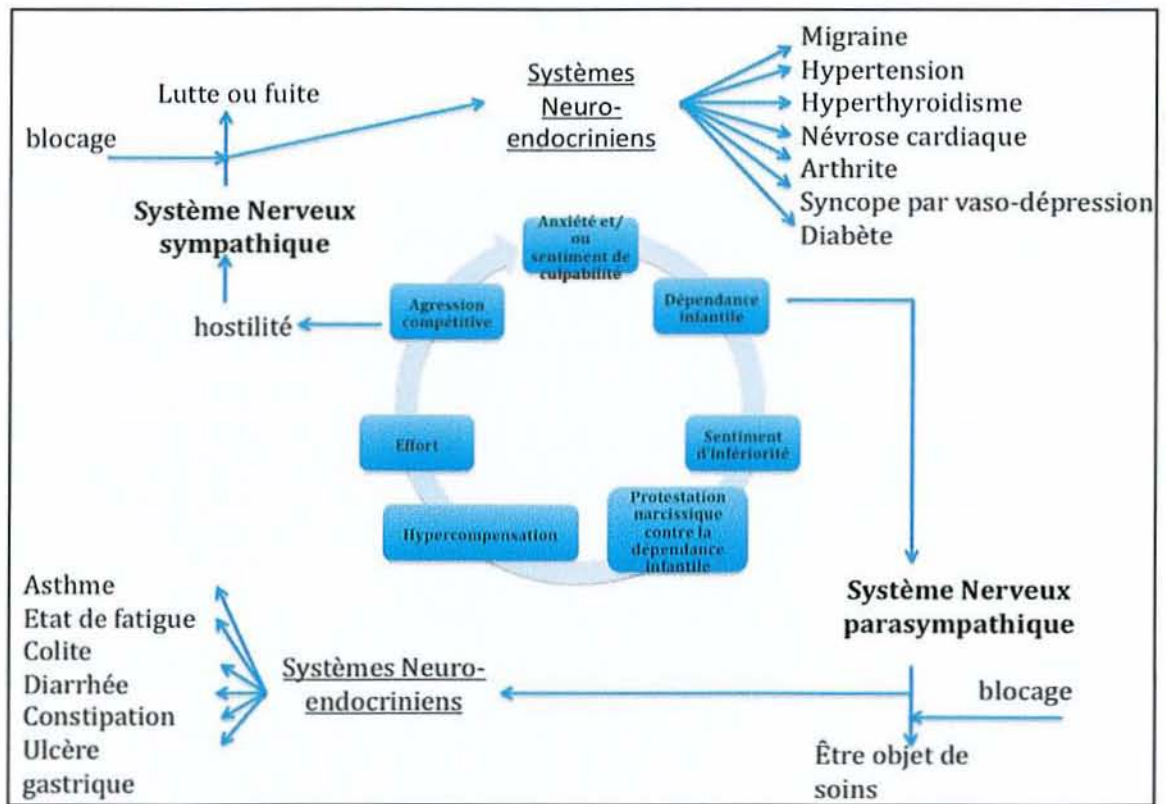 Migraine
Hypertension
Hyperthyroidisme
Névrose cardiaque
Arthrite
Syncope par vaso-dépression
Diabète
Systèmes
Neuro-
endocriniens
Lutte ou fuite
blocage
Système Nerveux
sympathique
hostilité
Anxiété et/
ou
sentiment de
culpabilité
Dépendance
infantile
Sentiment
d'infériorité
Protestation
narcissique
contre la
dépendance
infantile
Hypercompensation
Effort
Agression
compétitive
Système Nerveux
parasympathique
blocage
Être objet de
soins
Systèmes Neuro-
endocriniens
Asthme
Etat de fatigue
Colite
Diarrhée
Constipation
Ulcère
gastrique